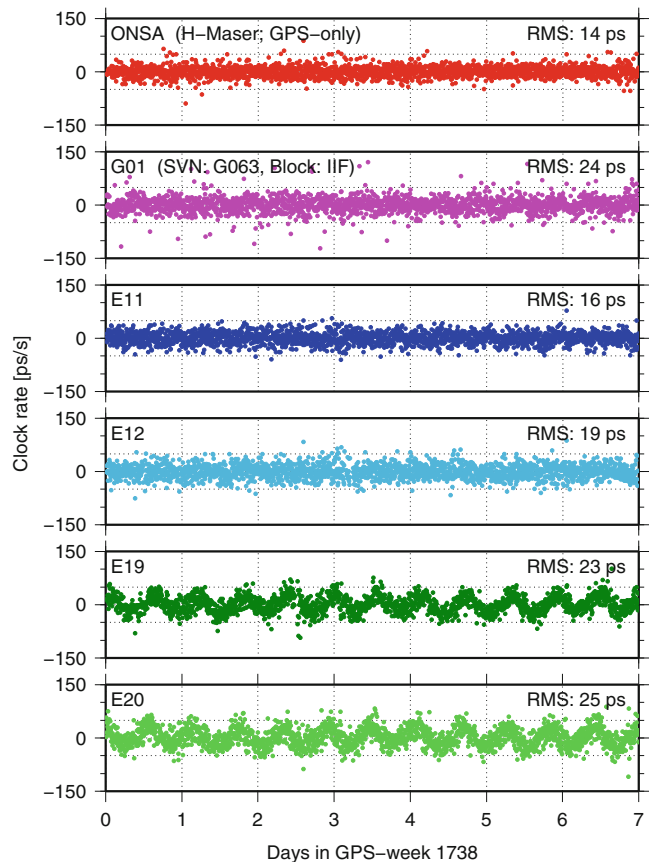 ONSA (H−Maser; GPS−only) RMS: 14 ps
150
0
−150
G01 (SVN: G063, Block: IIF) RMS: 24 ps
150
0
−150
E11 RMS: 16 ps
150
0
−150
E12 RMS: 19 ps
150
0
−150
E19 RMS: 23 ps
150
0
−150
E20 RMS: 25 ps
150
0
−150
Clock rate [ps/s]
0 1 2 3 4 5 6 7
Days in GPS−week 1738